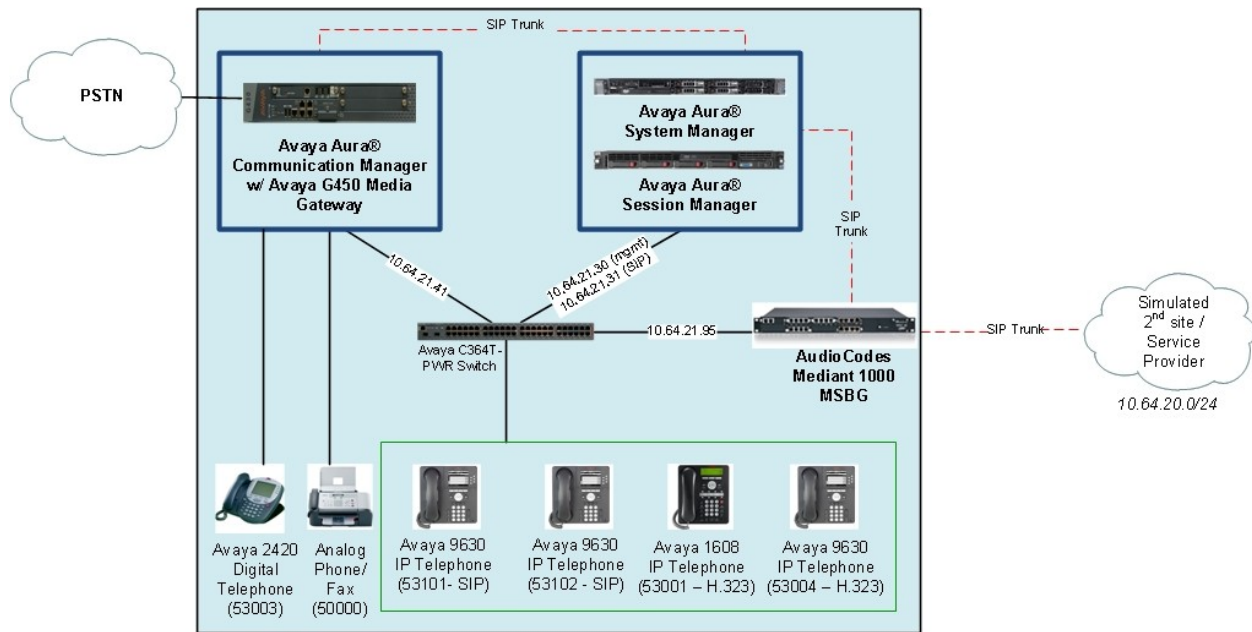 SIP Trunk
PSTN
Avaya Aura®
Communication Manager
w/ Avaya G450 Media
Gateway
Avaya Aura®
System Manager
Avaya Aura®
Session Manager
SIP
Trunk
10.64.21.41
10.64.21.30 (mgmt)
10.64.21.31 (SIP)
Avaya C364T-
PWR Switch
10.64.21.95
AudioCodes
Mediant 1000
MSBG
SIP Trunk
Simulated
2nd site /
Service
Provider
10.64.20.0/24
Avaya 2420
Digital
Telephone
(53003)
Analog
Phone/
Fax
(50000)
Avaya 9630
IP Telephone
(53101- SIP)
Avaya 9630
IP Telephone
(53102 - SIP)
Avaya 1608
IP Telephone
(53001 – H.323)
Avaya 9630
IP Telephone
(53004 – H.323)